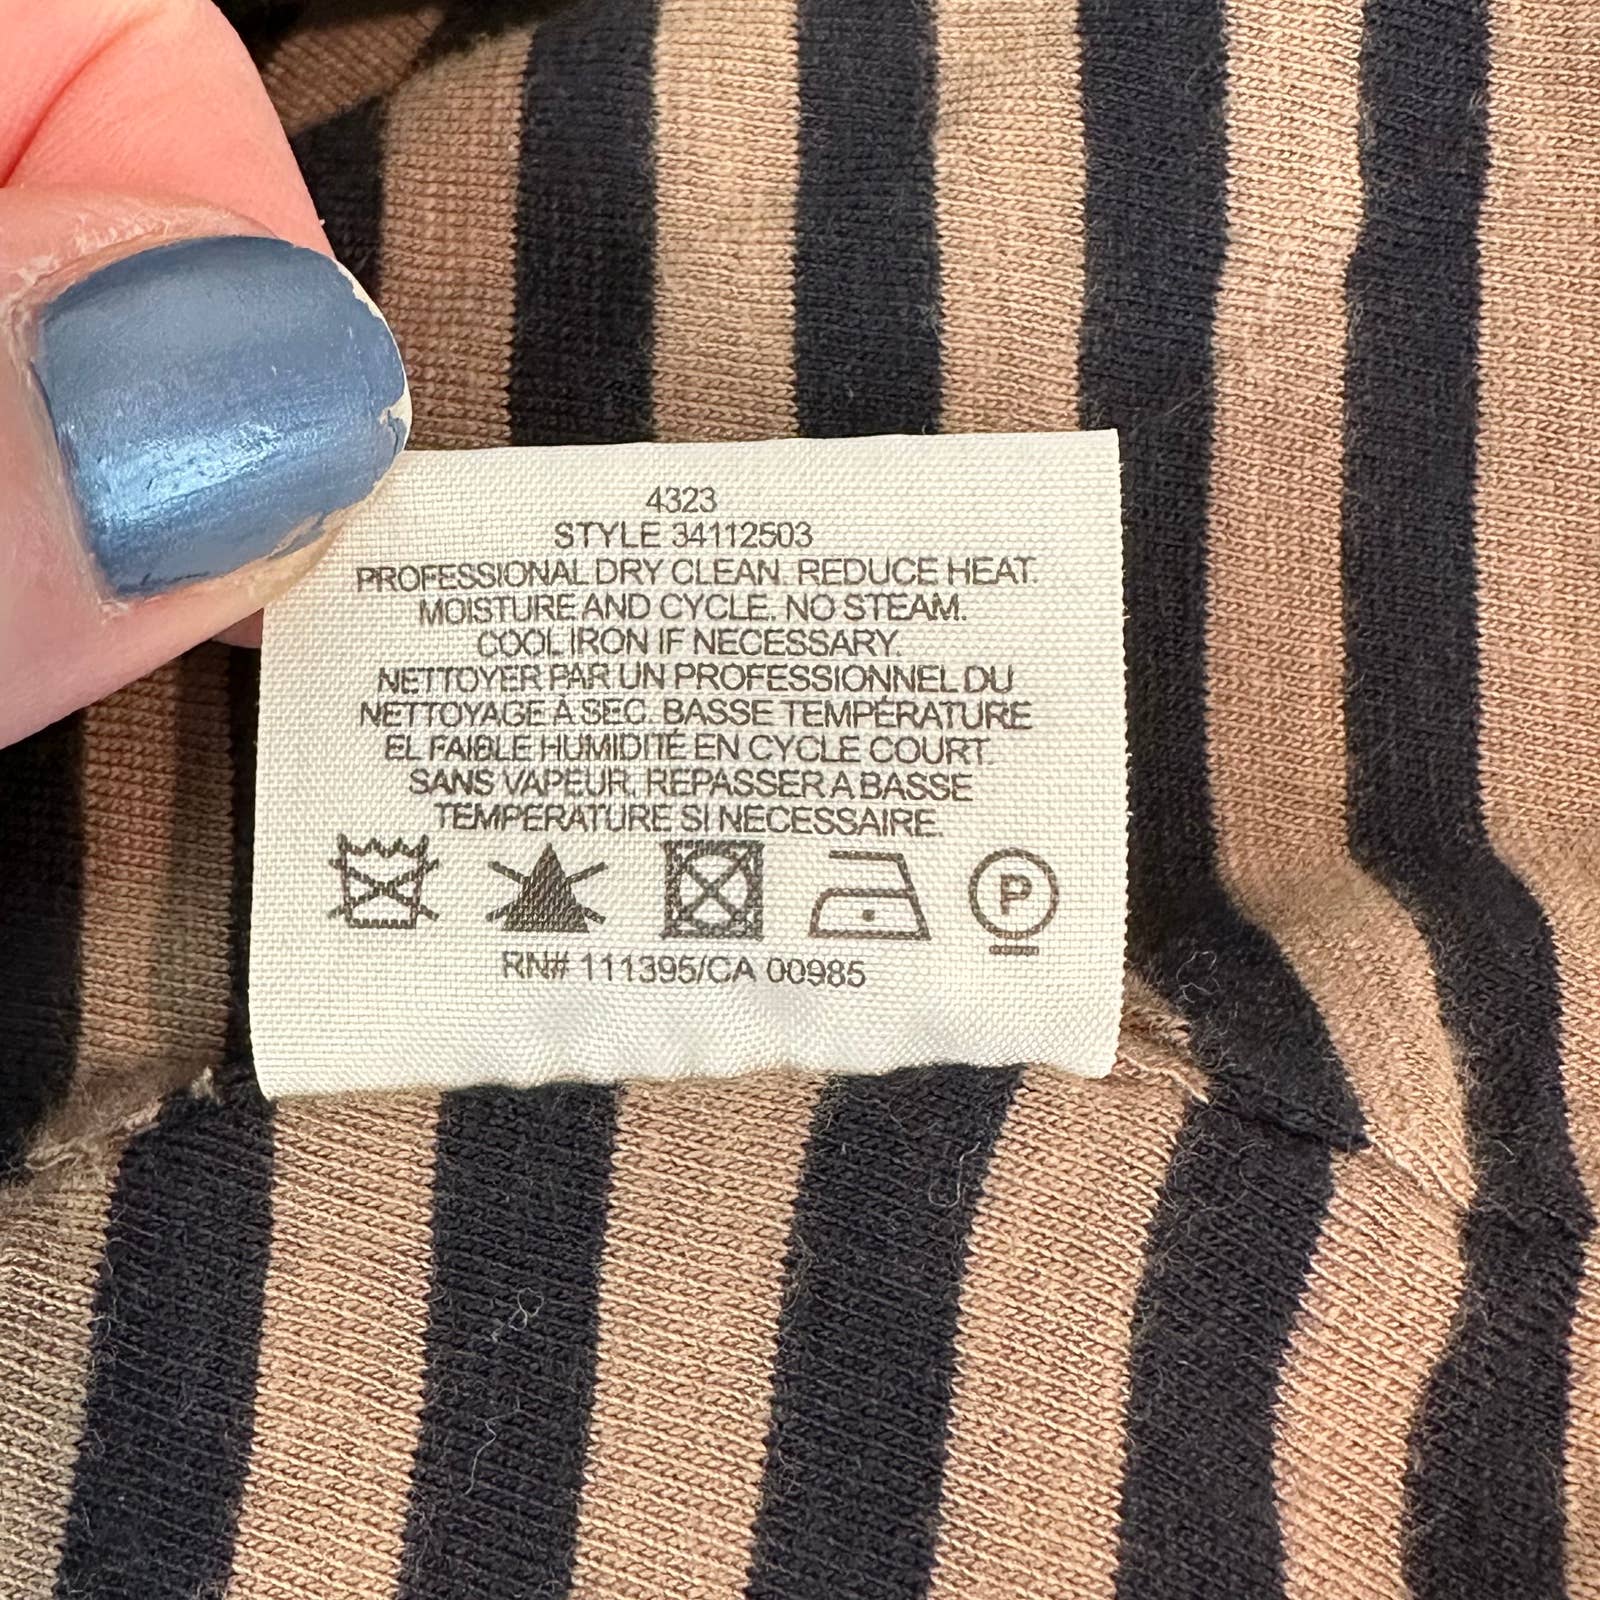 4323
STYLE 34112503
PROFESSIONAL DRY CLEAN. REDUCE HEAT.
MOISTURE AND CYCLE. NO STEAM.
COOL IRON IF NECESSARY.
NETTOYER PAR UN PROFESSIONNEL DU
NETTOYAGE À SEC. BASSE TEMPÉRATURE
EL FAIBLE HUMIDITÉ EN CYCLE COURT.
SANS VAPEUR. REPASSER A BASSE
TEMPERATURE SI NECESSAIRE.
P
RN# 111395/CA 00985